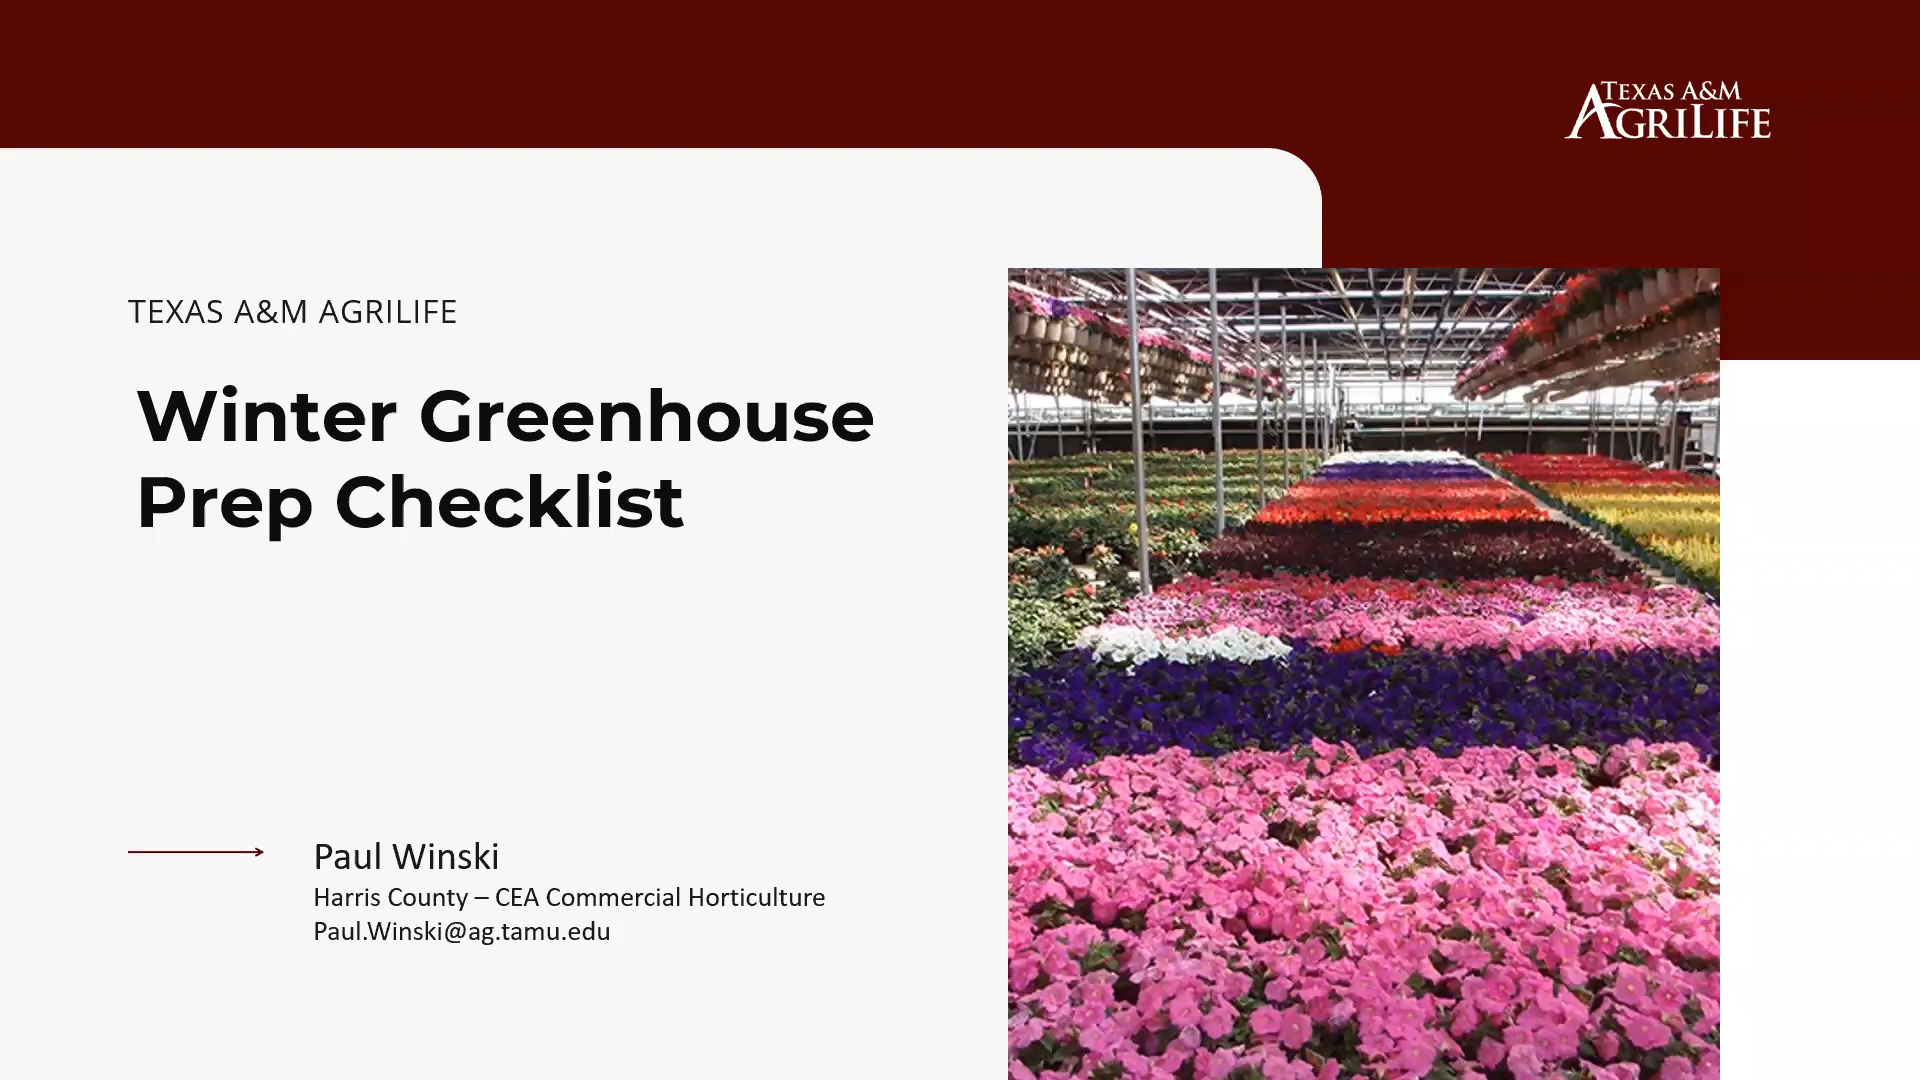 TEXAS A&M
AGRILIFE
TEXAS A&M AGRILIFE
Winter Greenhouse
Prep Checklist
Paul Winski
Harris County – CEA Commercial Horticulture
Paul.Winski@ag.tamu.edu